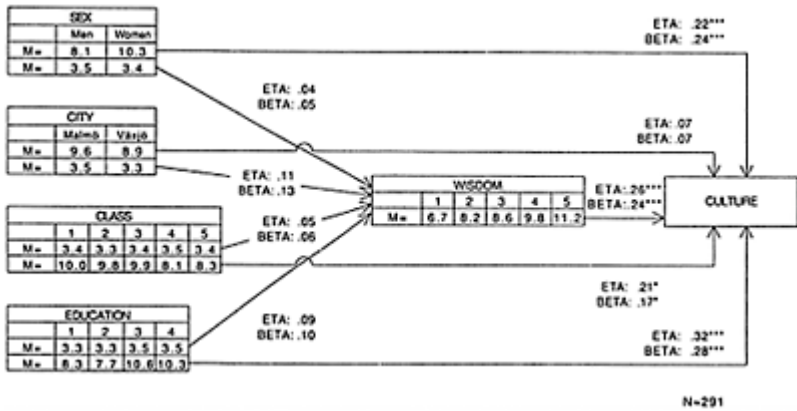 SEX
Men Women
M= 8.1 10.3
M= 3.5 3.4
ETA: .22***
BETA: .24***
ETA: .04
BETA: .05
CITY
Malmö Växjö
M= 9.6 8.9
M= 3.5 3.3
ETA: .07
BETA: .07
ETA: .11
BETA: .13
WISDOM
1 2 3 4 5
M= 6.7 8.2 8.6 9.8 11.2
ETA: .26***
BETA: .24***
CULTURE
CLASS
1 2 3 4 5
M= 3.4 3.3 3.4 3.5 3.4
M= 10.0 9.8 9.9 8.1 8.3
ETA: .05
BETA: .06
ETA: .21*
BETA: .17*
EDUCATION
1 2 3 4
M= 3.3 3.3 3.5 3.5
M= 8.3 7.7 10.6 10.3
ETA: .09
BETA: .10
ETA: .32***
BETA: .28***
N=291